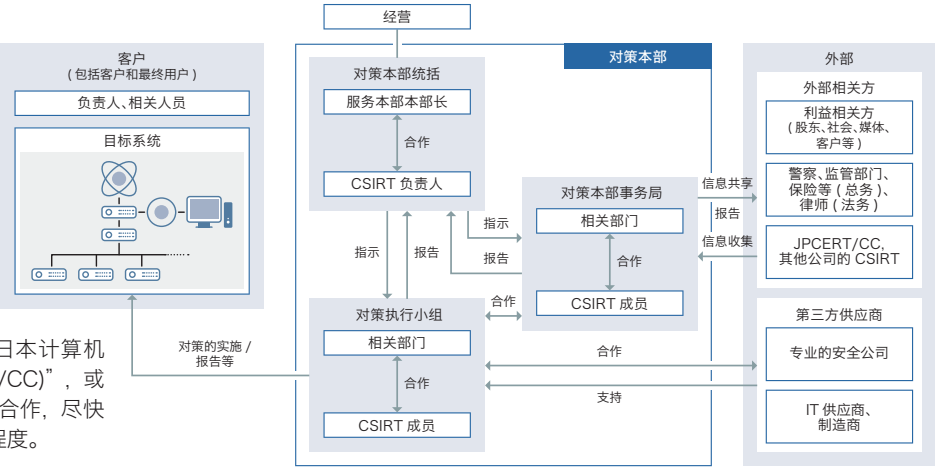 经营
对策本部
客户
( 包括客户和最终用户 )
负责人、相关人员
目标系统
对策本部统括
服务本部本部长
合作
CSIRT 负责人
指示
报告
指示
报告
对策本部事务局
相关部门
合作
CSIRT 成员
信息共享
报告
信息收集
外部
外部相关方
利益相关方
( 股东、社会、媒体、
客户等 )
警察、监管部门、
保险等 ( 总务 )、
律师 ( 法务 )
JPCERT/CC,
其他公司的 CSIRT
对策执行小组
相关部门
合作
CSIRT 成员
合作
对策的实施 /
报告等
合作
支持
第三方供应商
专业的安全公司
IT 供应商、
制造商
日本计算机
/CC)”, 或
合作, 尽快
程度。